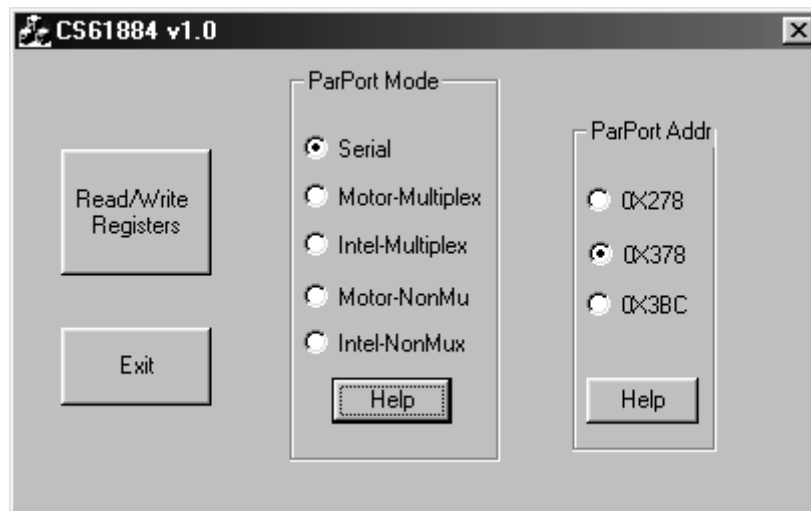 CS61884 v1.0
Read/Write
Registers
Exit
ParPort Mode
Serial
Motor-Multiplex
Intel-Multiplex
Motor-NonMu
Intel-NonMux
Help
ParPort Addr
0X278
0X378
0X3BC
Help